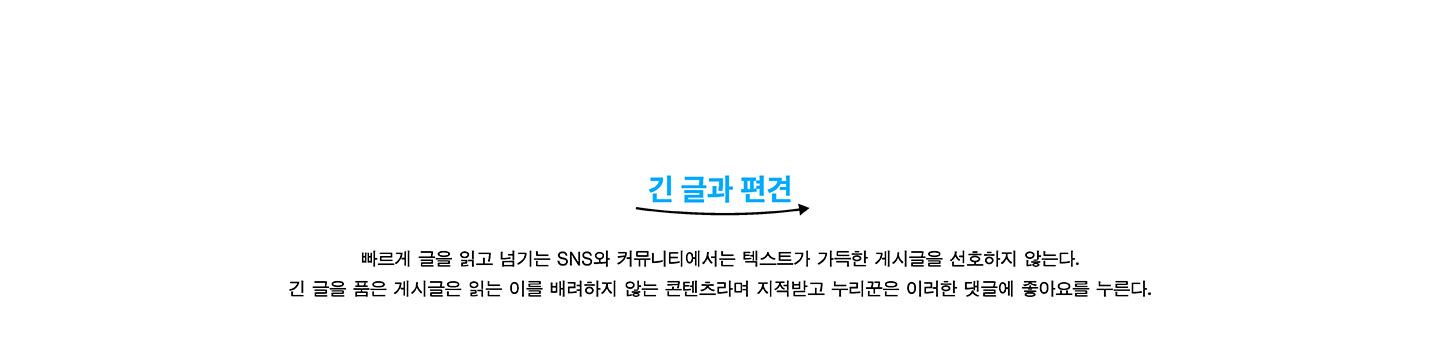 긴 글과 편견
빠르게 글을 읽고 넘기는 SNS와 커뮤니티에서는 텍스트가 가득한 게시글을 선호하지 않는다.
긴 글을 품은 게시글은 읽는 이를 배려하지 않는 콘텐츠라며 지적받고 누리꾼은 이러한 댓글에 좋아요를 누른다.